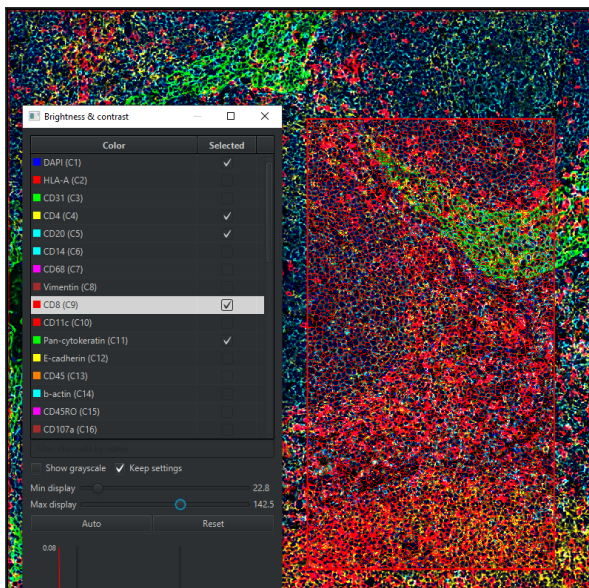 Brightness & contrast
Color Selected
DAPI (C1)
HLA-A (C2)
CD31 (C3)
CD4 (C4)
CD20 (C5)
CD14 (C6)
CD68 (C7)
Vimentin (C8)
CD8 (C9)
CD11c (C10)
Pan-cytokeratin (C11)
E-cadherin (C12)
CD45 (C13)
b-actin (C14)
CD45RO (C15)
CD107a (C16)
Show grayscale Keep settings
Min display 22.8
Max display 142.5
Auto Reset
0.08